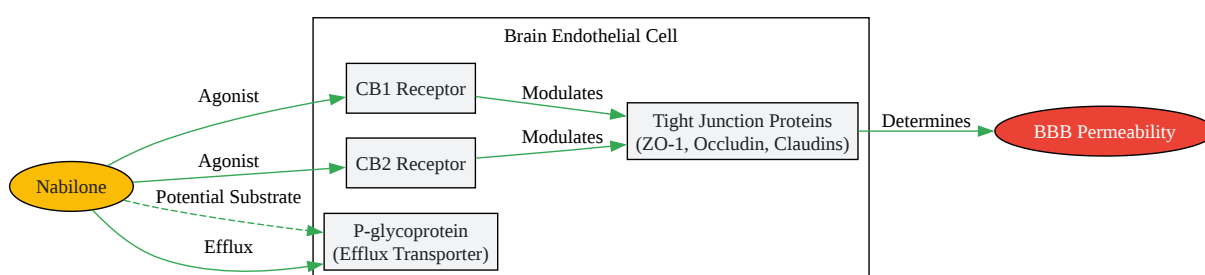 Brain Endothelial Cell
CB1 Receptor
Agonist
Modulates
Tight Junction Proteins
(ZO-1, Occludin, Claudins)
Determines
BBB Permeability
Modulates
Agonist
CB2 Receptor
Nabilone
Potential Substrate
P-glycoprotein
(Efflux Transporter)
Efflux